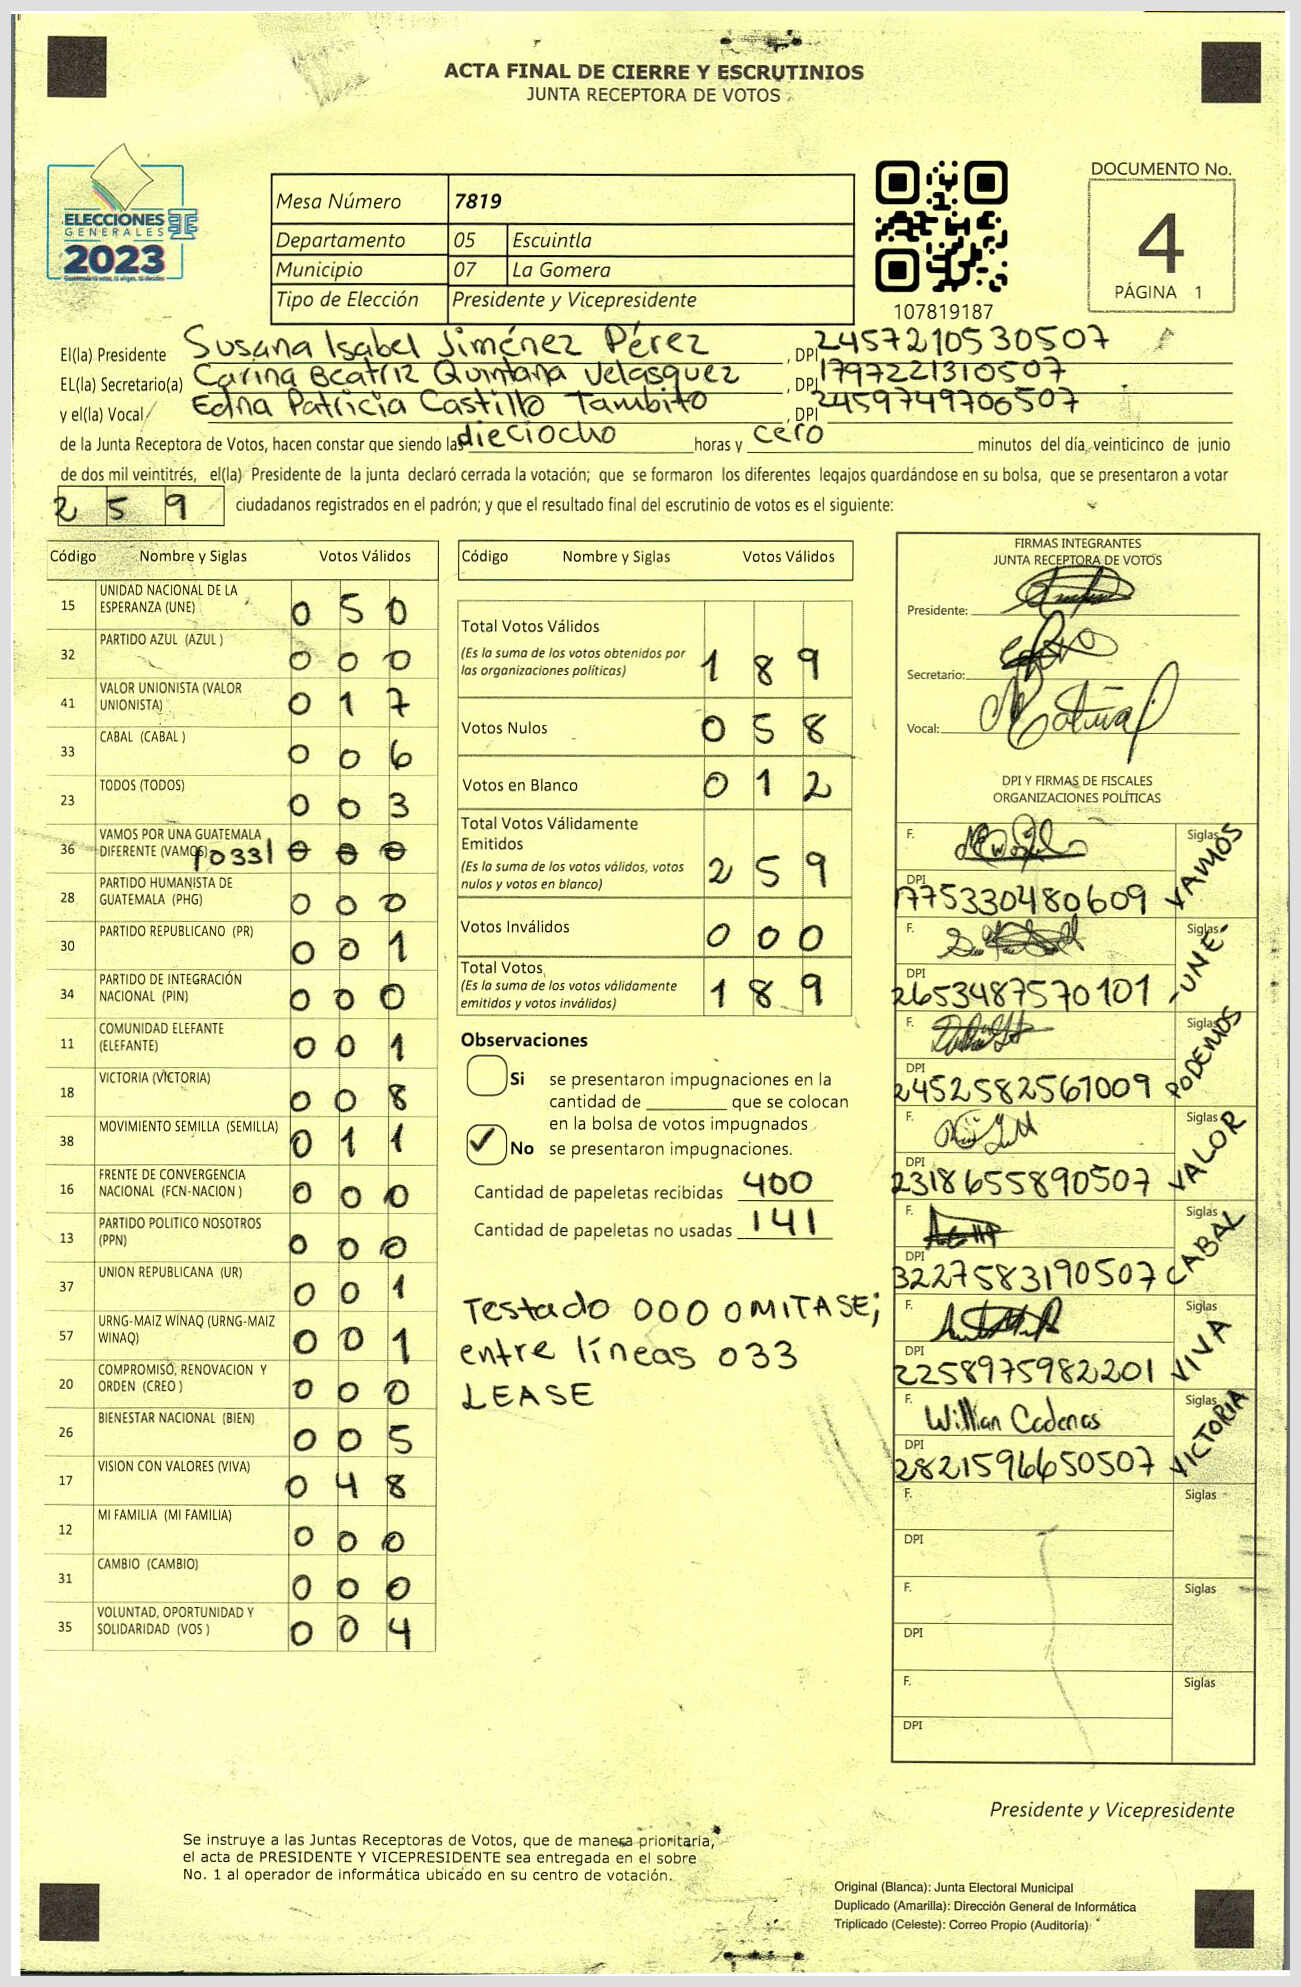 ACTA FINAL DE CIERRE Y ESCRUTINIOS
JUNTA RECEPTORA DE VOTOS
ELECCIONES
GENERALES
2023
Mesa Número 7819
Departamento 05 Escuintla
Municipio 07 La Gomera
Tipo de Elección Presidente y Vicepresidente
107819187
DOCUMENTO No.
4
PÁGINA 1
El(la) Presidente Susana Isabel Jiménez Pérez, DPI 2457210530507
EL(la) Secretario(a) Carina Beatriz Quintana Velasquez, DPI 1797221310507
y el(la) Vocal Edna Patricia Castillo Tambito, DPI 2459749706507
de la Junta Receptora de Votos, hacen constar que siendo las dieciocho horas y cero minutos del día, veinticinco de junio
de dos mil veintitrés, el(la) Presidente de la junta declaró cerrada la votación; que se formaron los diferentes legajos guardándose en su bolsa, que se presentaron a votar
259 ciudadanos registrados en el padrón; y que el resultado final del escrutinio de votos es el siguiente:
Código Nombre y Siglas Votos Válidos
15 UNIDAD NACIONAL DE LA ESPERANZA (UNE) 0 5 0
32 PARTIDO AZUL (AZUL ) 0 0 0
41 VALOR UNIONISTA (VALOR UNIONISTA) 0 1 7
33 CABAL (CABAL ) 0 0 6
23 TODOS (TODOS) 0 0 3
36 VAMOS POR UNA GUATEMALA DIFERENTE (VAMOS) |033| 0 0 0
28 PARTIDO HUMANISTA DE GUATEMALA (PHG) 0 0 0
30 PARTIDO REPUBLICANO (PR) 0 0 1
34 PARTIDO DE INTEGRACIÓN NACIONAL (PIN) 0 0 0
11 COMUNIDAD ELEFANTE (ELEFANTE) 0 0 1
18 VICTORIA (VICTORIA) 0 0 8
38 MOVIMIENTO SEMILLA (SEMILLA) 0 1 1
16 FRENTE DE CONVERGENCIA NACIONAL (FCN-NACION ) 0 0 0
13 PARTIDO POLITICO NOSOTROS (PPN) 0 0 0
37 UNION REPUBLICANA (UR) 0 0 1
57 URNG-MAIZ WINAQ (URNG-MAIZ WINAQ) 0 0 1
20 COMPROMISO, RENOVACION Y ORDEN (CREO ) 0 0 0
26 BIENESTAR NACIONAL (BIEN) 0 0 5
17 VISION CON VALORES (VIVA) 0 4 8
12 MI FAMILIA (MI FAMILIA) 0 0 0
31 CAMBIO (CAMBIO) 0 0 0
35 VOLUNTAD, OPORTUNIDAD Y SOLIDARIDAD (VOS ) 0 0 4
Código Nombre y Siglas Votos Válidos
Total Votos Válidos 1 8 9
(Es la suma de los votos obtenidos por
las organizaciones políticas)
Votos Nulos 0 5 8
Votos en Blanco 0 1 2
Total Votos Válidamente
Emitidos 2 5 9
(Es la suma de los votos válidos, votos
nulos y votos en blanco)
Votos Inválidos 0 0 0
Total Votos 1 8 9
(Es la suma de los votos válidamente
emitidos y votos inválidos)
Observaciones
Si se presentaron impugnaciones en la
cantidad de ________ que se colocan
en la bolsa de votos impugnados
✓ No se presentaron impugnaciones.
Cantidad de papeletas recibidas 400
Cantidad de papeletas no usadas 141
Testado 000 OMITASE;
entre líneas 033
LEASE
FIRMAS INTEGRANTES
JUNTA RECEPTORA DE VOTOS
Presidente:
Secretario:
Vocal:
DPI Y FIRMAS DE FISCALES
ORGANIZACIONES POLÍTICAS
F. Siglas VAMOS
DPI 1775330480609
F. Siglas UNE
DPI 2653487570101
F. Siglas PODEMOS
DPI 2452582561009
F. Siglas VALOR
DPI 2318655890507
F. Siglas CABAL
DPI 3227583190507
F. Siglas VIVA
DPI 2258975982201
F. Willian Cadenas Siglas VICTORIA
DPI 2821596650507
F. Siglas
DPI
F. Siglas
DPI
F. Siglas
DPI
Presidente y Vicepresidente
Se instruye a las Juntas Receptoras de Votos, que de manera prioritaria,
el acta de PRESIDENTE Y VICEPRESIDENTE sea entregada en el sobre
No. 1 al operador de informática ubicado en su centro de votación.
Original (Blanca): Junta Electoral Municipal
Duplicado (Amarilla): Dirección General de Informática
Triplicado (Celeste): Correo Propio (Auditoría)